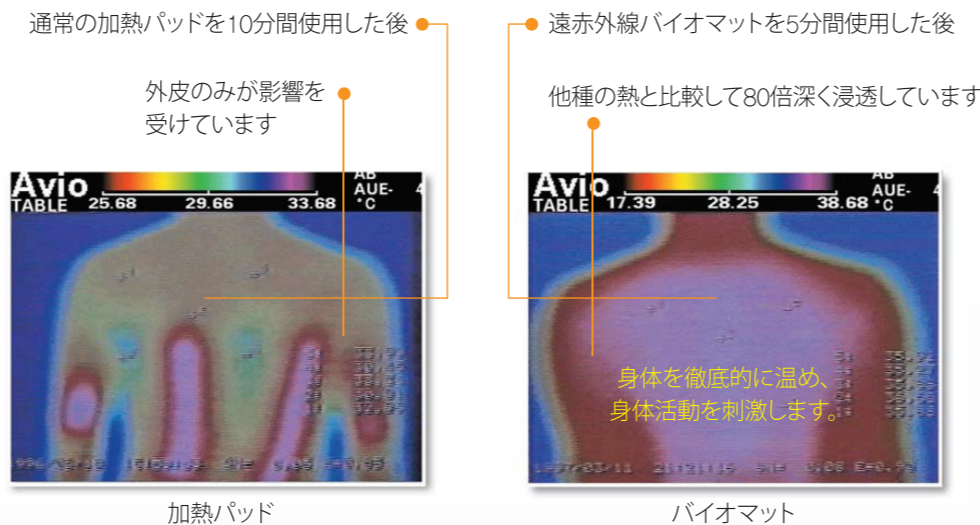 通常の加熱パッドを10分間使用した後
外皮のみが影響を
受けています
Avio
TABLE 25.68 29.66 33.68 °C
AUE- 4
加熱パッド
遠赤外線バイオマットを5分間使用した後
他種の熱と比較して80倍深く浸透しています
Avio
TABLE 17.39 28.25 38.68 °C
AB
AUE- 4
身体を徹底的に温め、
身体活動を刺激します。
21:21:16
バイオマット